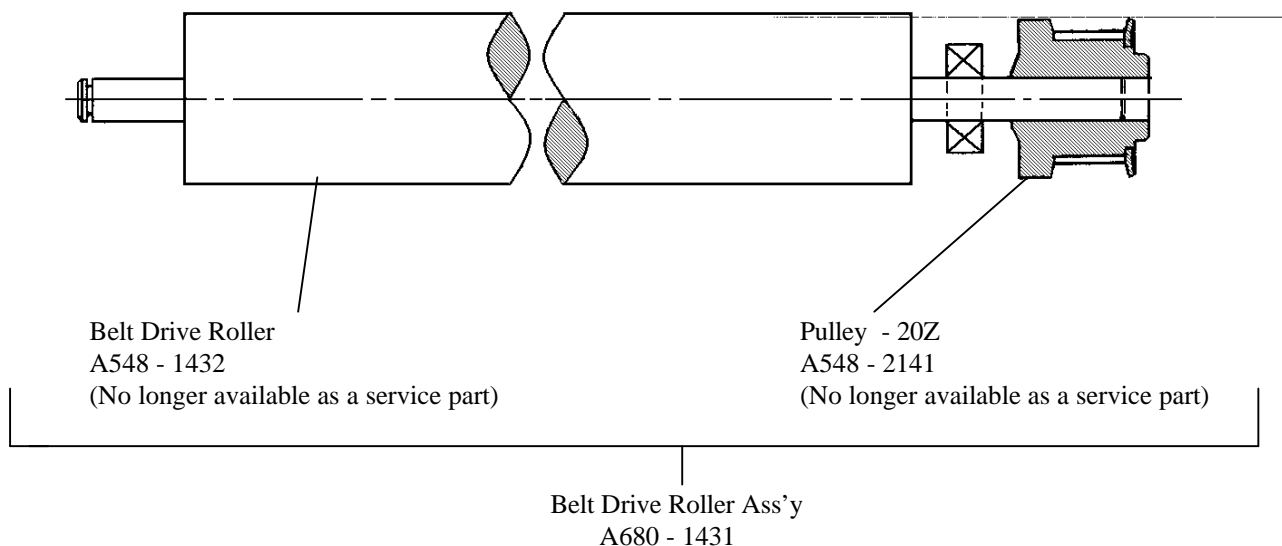 Belt Drive Roller
A548 - 1432
(No longer available as a service part)
Pulley - 20Z
A548 - 2141
(No longer available as a service part)
Belt Drive Roller Ass’y
A680 - 1431